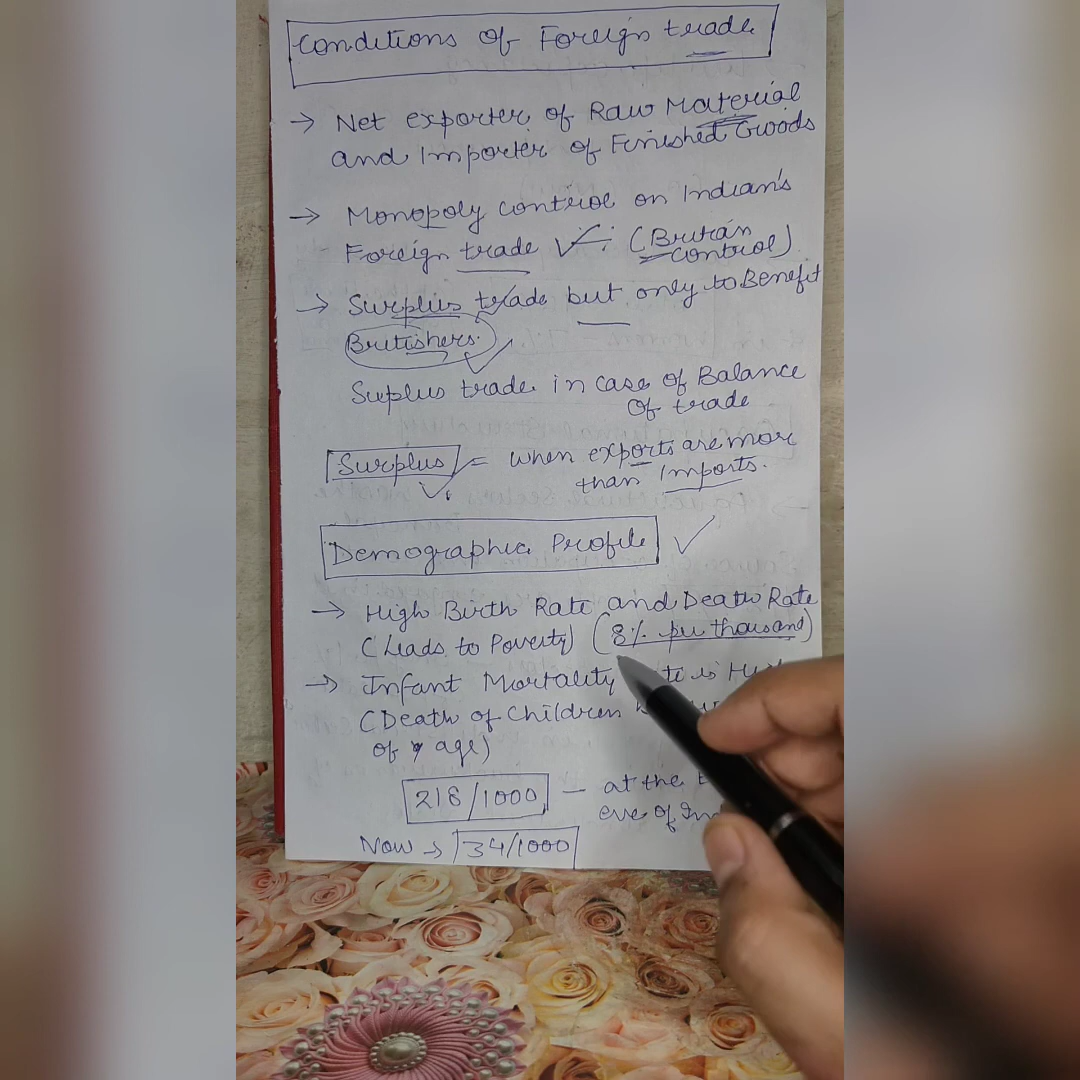 Conditions of Foreign trade
→ Net exporter of Raw Material
and Importer of Finished Goods
→ Monopoly control on Indian's
Foreign trade : (Britain
control)
→ Surplus trade but only to Benefit
Britishers.
Surplus trade in case of Balance
of trade
Surplus = when exports are more
than Imports.
Demographic Profile
→ High Birth Rate and Death Rate
(Leads to Poverty) (8% per thousand)
→ Infant Mortality is
(Death of Children
of age)
218/1000 — at the
eve of
Now → 34/1000